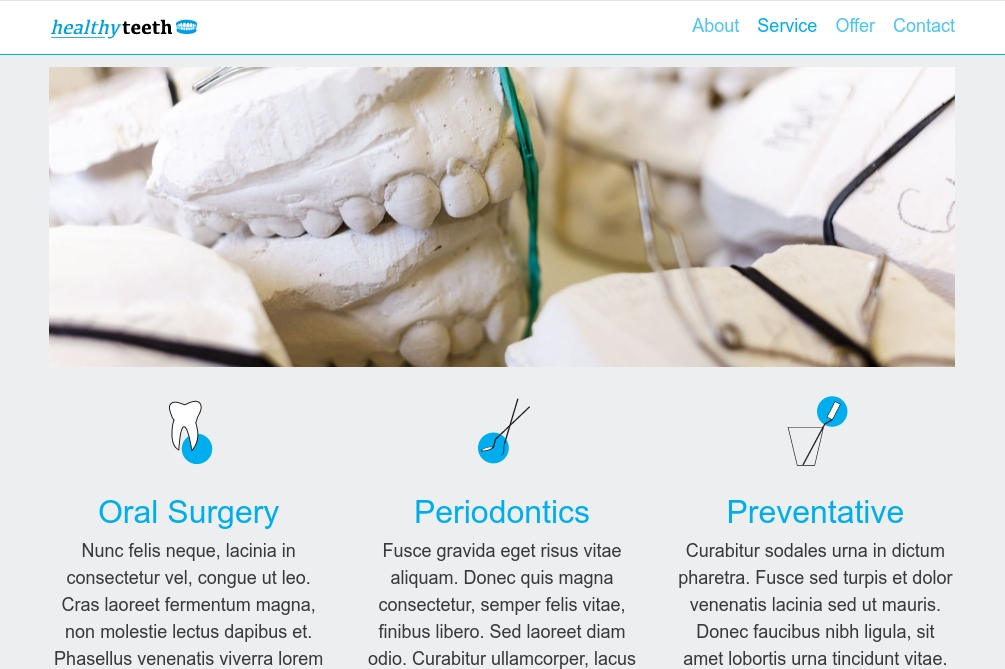 healthyteeth
About Service Offer Contact
Oral Surgery
Nunc felis neque, lacinia in
consectetur vel, congue ut leo.
Cras laoreet fermentum magna,
non molestie lectus dapibus et.
Phasellus venenatis viverra lorem
Periodontics
Fusce gravida eget risus vitae
aliquam. Donec quis magna
consectetur, semper felis vitae,
finibus libero. Sed laoreet diam
odio. Curabitur ullamcorper, lacus
Preventative
Curabitur sodales urna in dictum
pharetra. Fusce sed turpis et dolor
venenatis lacinia sed ut mauris.
Donec faucibus nibh ligula, sit
amet lobortis urna tincidunt vitae.